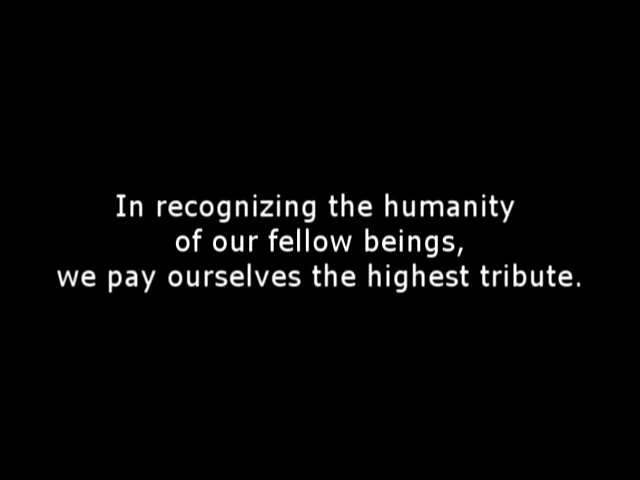 In recognizing the humanity
of our fellow beings,
we pay ourselves the highest tribute.